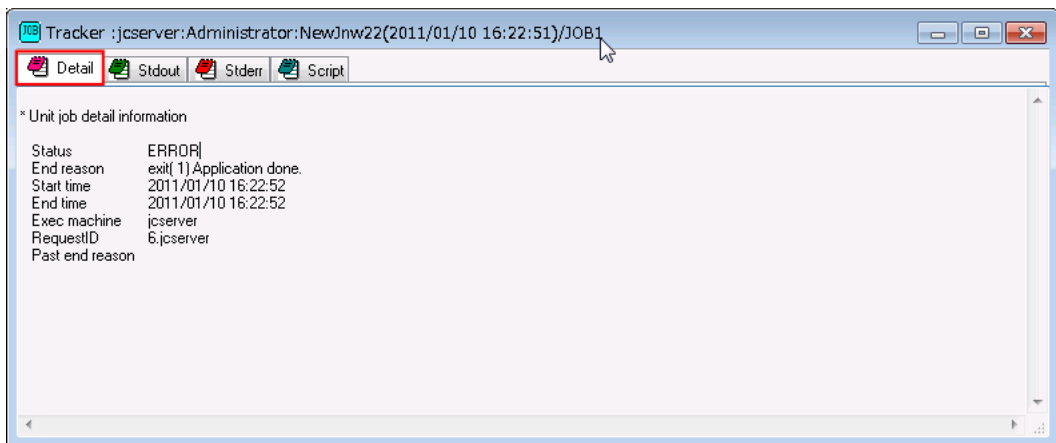 JOB Tracker :jcserver:Administrator:NewJnw22(2011/01/10 16:22:51)/JOB1
Detail Stdout Stderr Script
* Unit job detail information
Status ERROR
End reason exit( 1) Application done.
Start time 2011/01/10 16:22:52
End time 2011/01/10 16:22:52
Exec machine jcserver
RequestID 6.jcserver
Past end reason